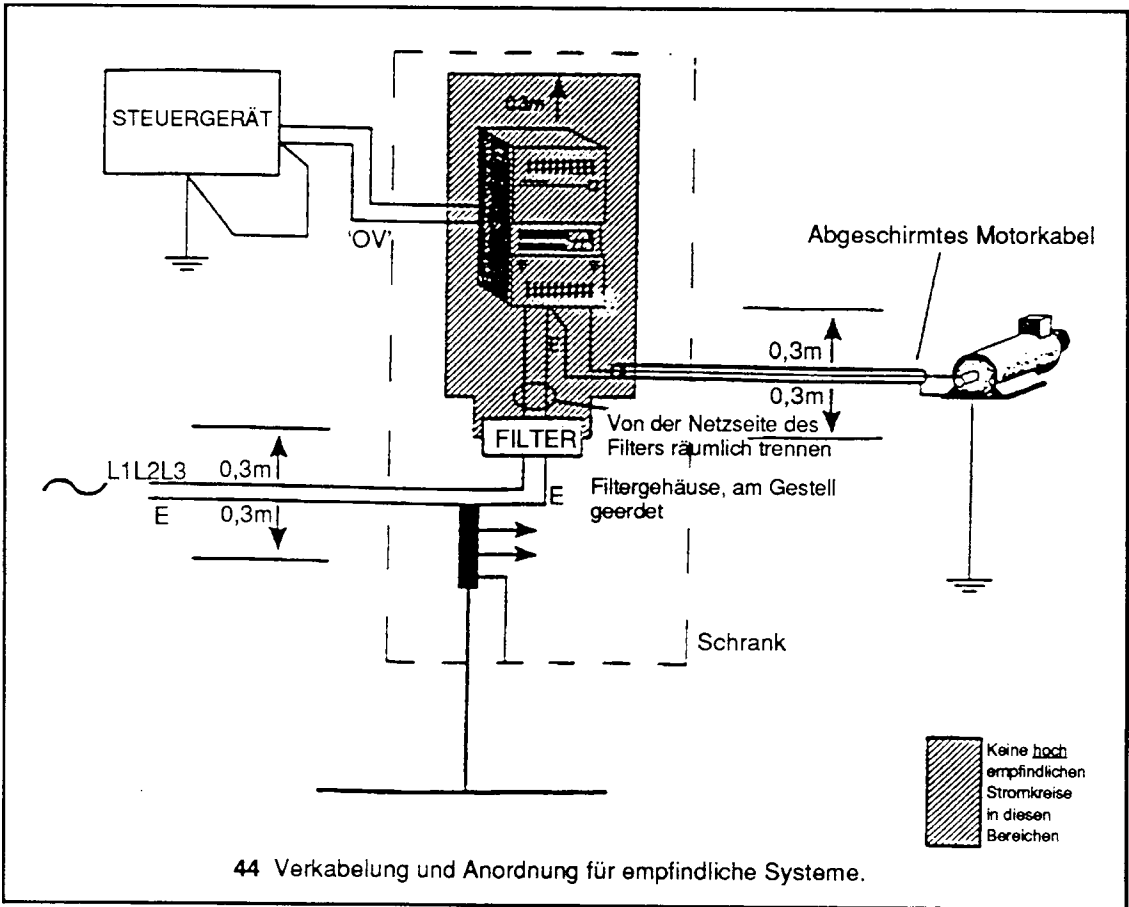 0,3m
STEUERGERÄT
'OV'
Abgeschirmtes Motorkabel
E
0,3m
0,3m
Von der Netzseite des
Filters räumlich trennen
FILTER
L1L2L3
0,3m
E
0,3m
E
Filtergehäuse, am Gestell
geerdet
Schrank
Keine hoch
empfindlichen
Stromkreise
in diesen
Bereichen
44 Verkabelung und Anordnung für empfindliche Systeme.